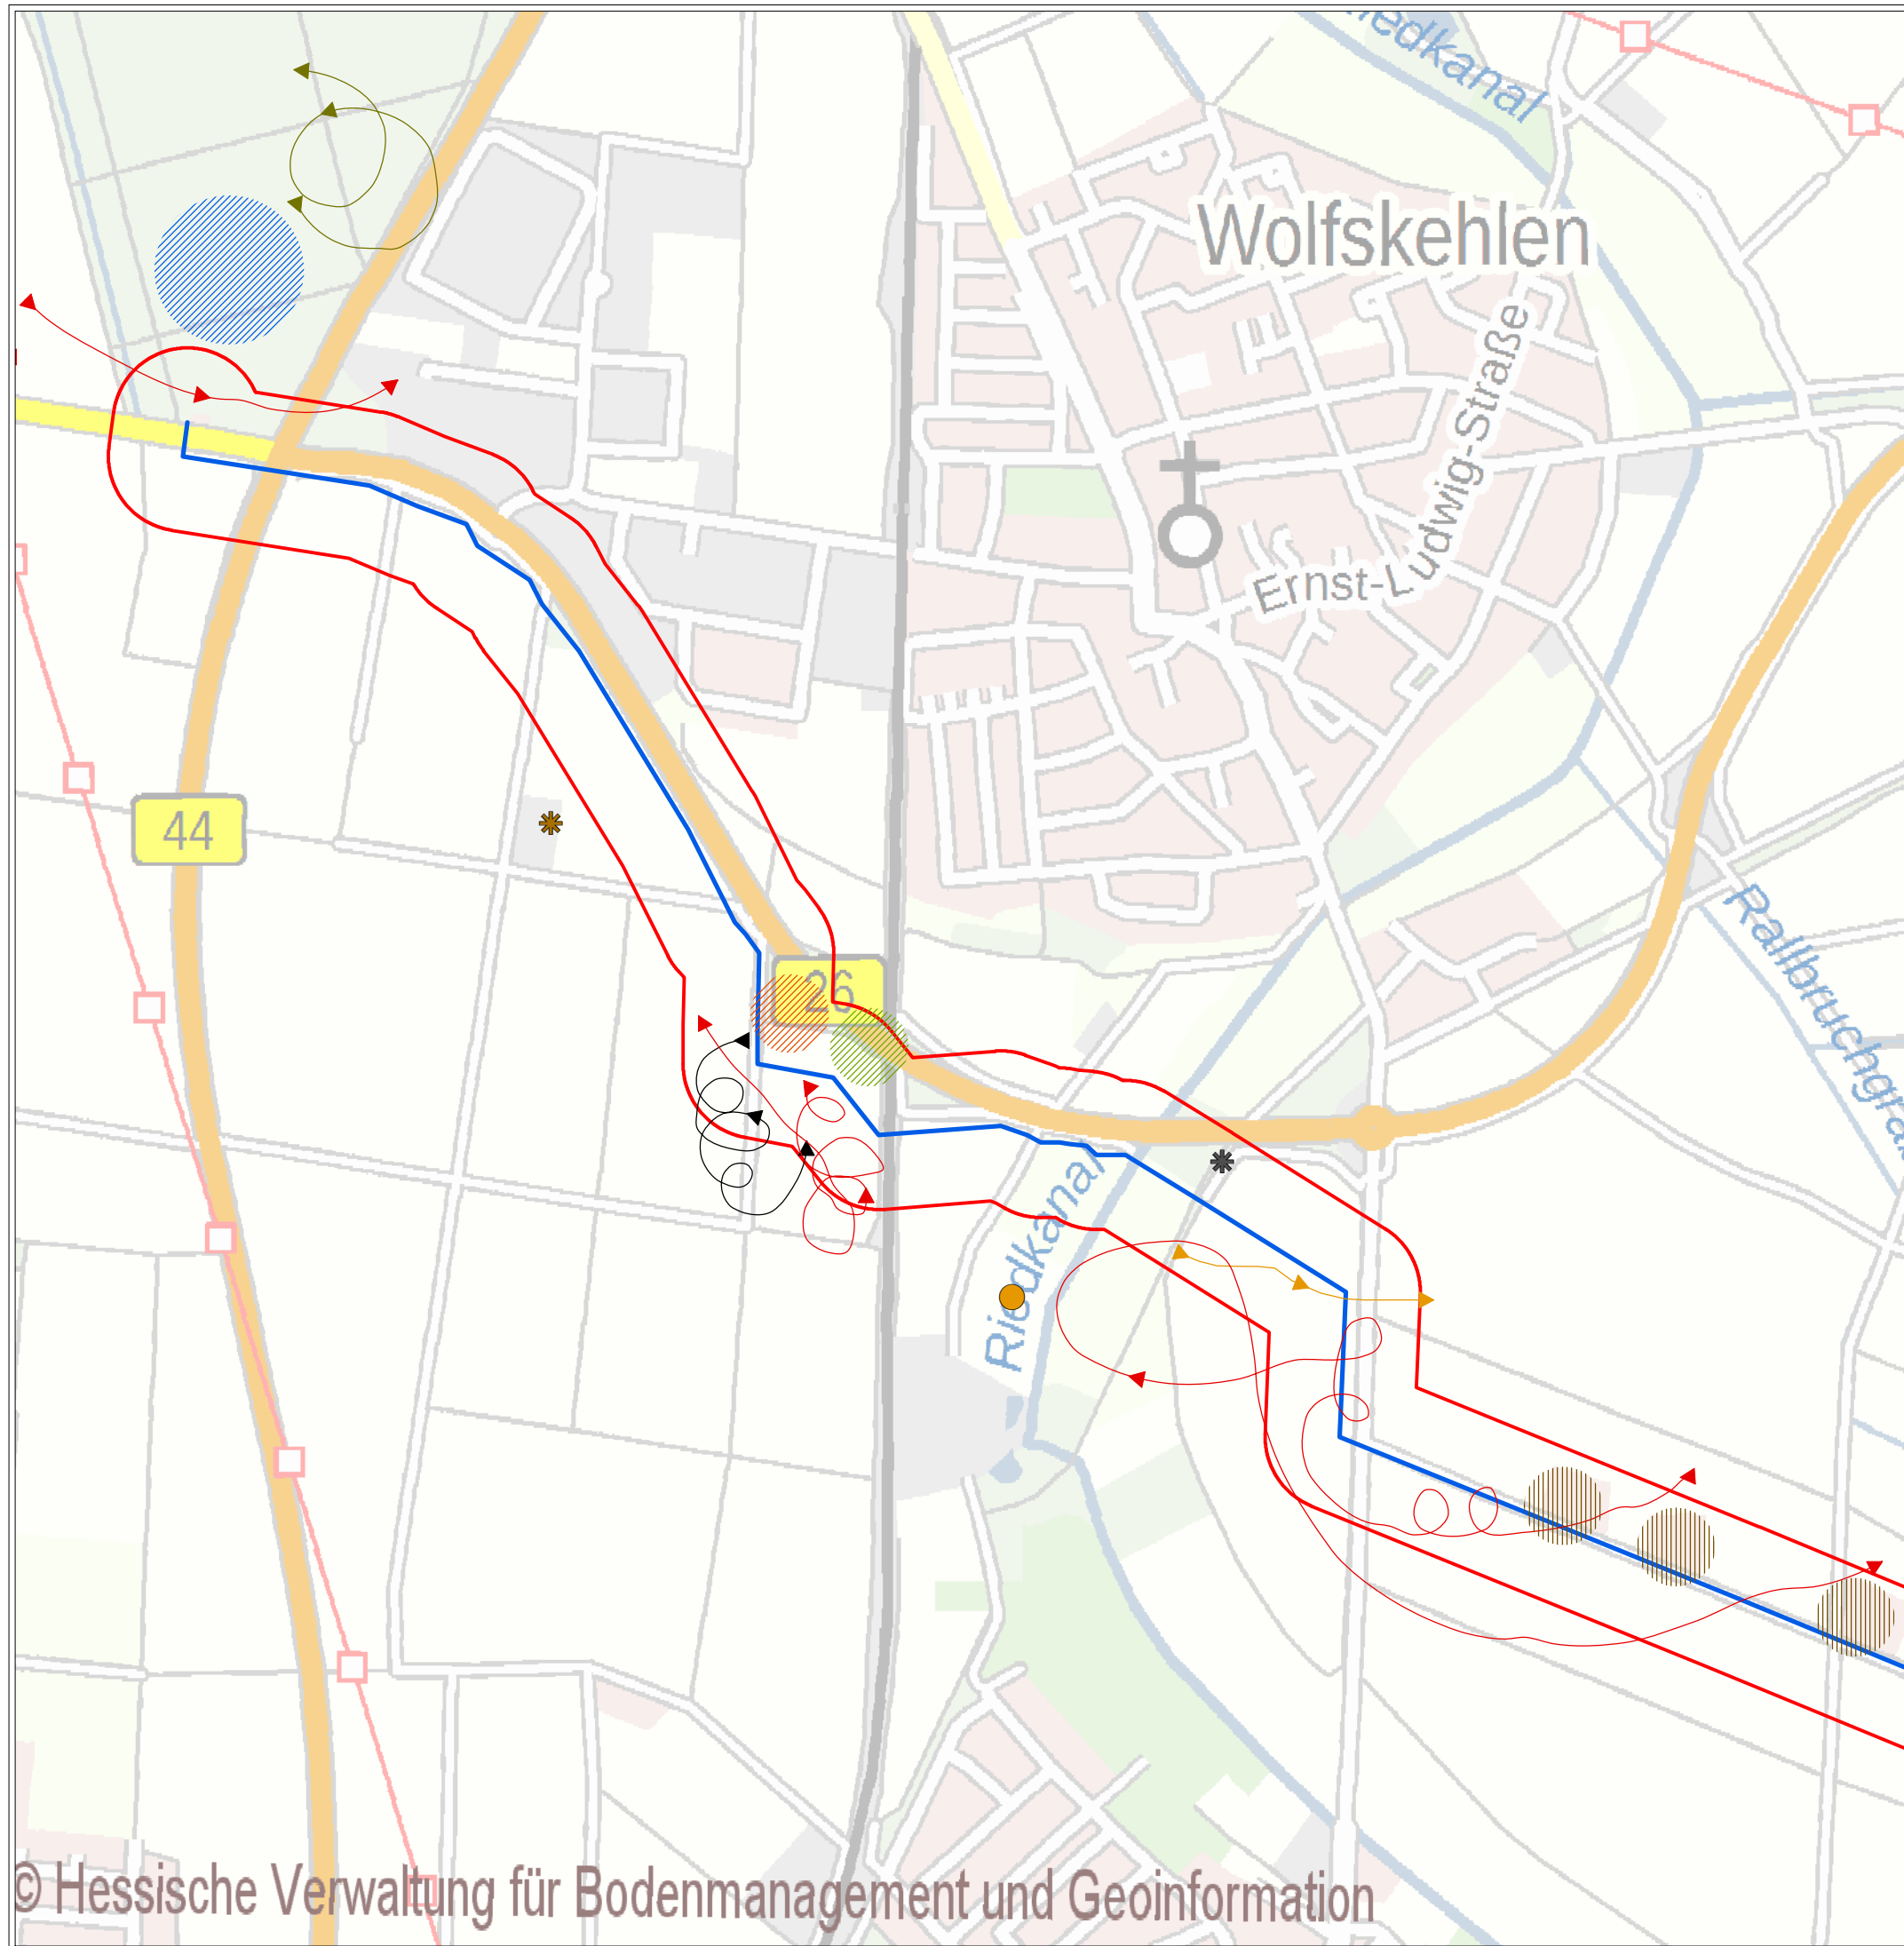 Riedkanal
Wolfskehlen
Ernst-Ludwig-Straße
44
26
Riedkanal
© Hessische Verwaltung für Bodenmanagement und Geoinformation